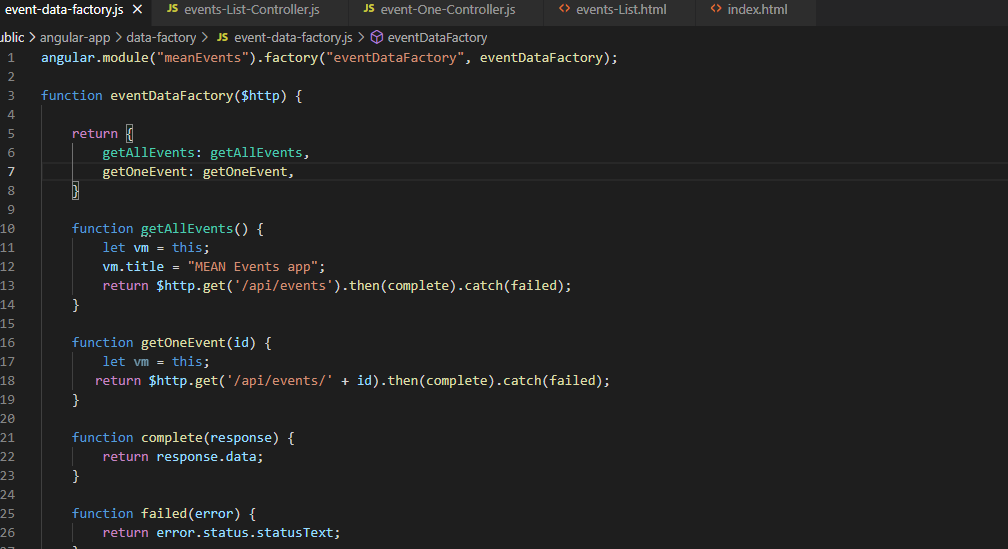 event-data-factory.js × JS events-List-Controller.js JS event-One-Controller.js <> events-List.html <> index.html
ublic > angular-app > data-factory > JS event-data-factory.js > eventDataFactory
1 angular.module("meanEvents").factory("eventDataFactory", eventDataFactory);
2
3 function eventDataFactory($http) {
4
5 return {
6 getAllEvents: getAllEvents,
7 getOneEvent: getOneEvent,
8 }
9
10 function getAllEvents() {
11 let vm = this;
12 vm.title = "MEAN Events app";
13 return $http.get('/api/events').then(complete).catch(failed);
14 }
15
16 function getOneEvent(id) {
17 let vm = this;
18 return $http.get('/api/events/' + id).then(complete).catch(failed);
19 }
20
21 function complete(response) {
22 return response.data;
23 }
24
25 function failed(error) {
26 return error.status.statusText;